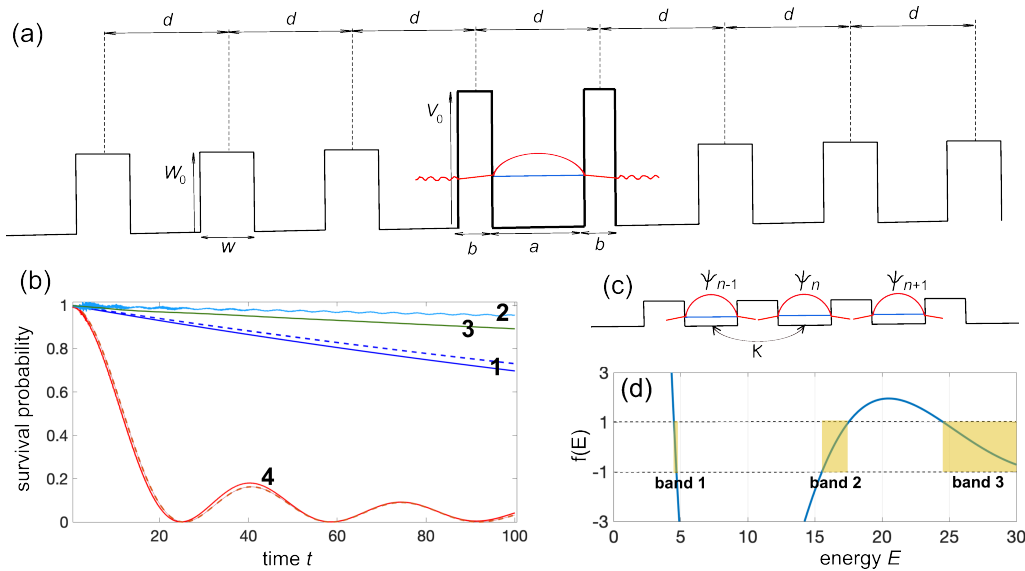 (a)
d d d d d d d
V₀
W₀
w
b a b
(b)
survival probability
1
0.8
0.6
0.4
0.2
0
2
3
1
4
20 40 60 80 100
time t
(c)
Ψn-1 Ψn Ψn+1
K
(d)
f(E)
3
1
-1
-3
band 1 band 2 band 3
0 5 10 15 20 25 30
energy E